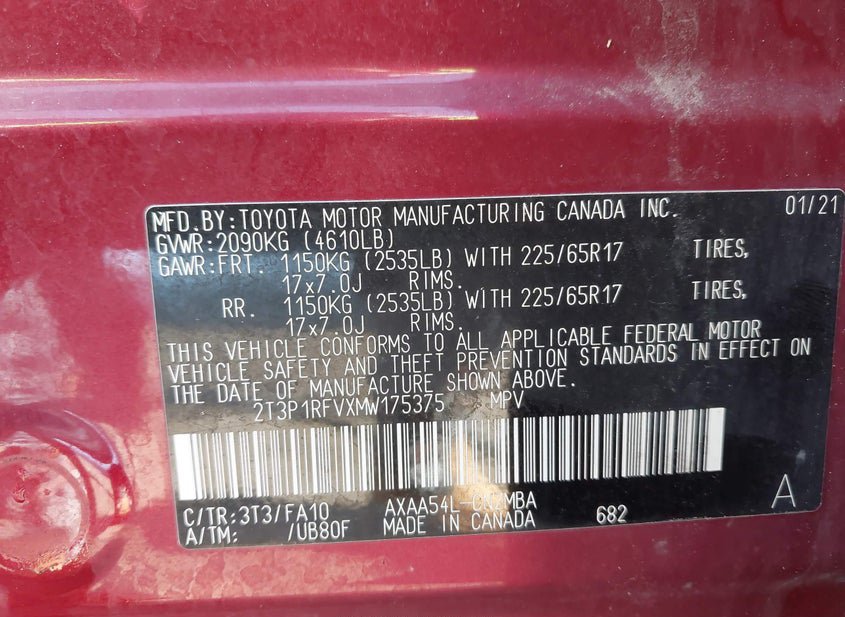 MFD.BY:TOYOTA MOTOR MANUFACTURING CANADA INC. 01/21
GVWR:2090KG (4610LB)
GAWR:FRT. 1150KG (2535LB) WITH 225/65R17 TIRES,
17x7.0J RIMS.
RR. 1150KG (2535LB) WITH 225/65R17 TIRES,
17x7.0J RIMS.
THIS VEHICLE CONFORMS TO ALL APPLICABLE FEDERAL MOTOR
VEHICLE SAFETY AND THEFT PREVENTION STANDARDS IN EFFECT ON
THE DATE OF MANUFACTURE SHOWN ABOVE.
2T3P1RFVXMW175375 MPV
C/TR:3T3/FA10
A/TM: /UB80F
MADE IN CANADA 682 A